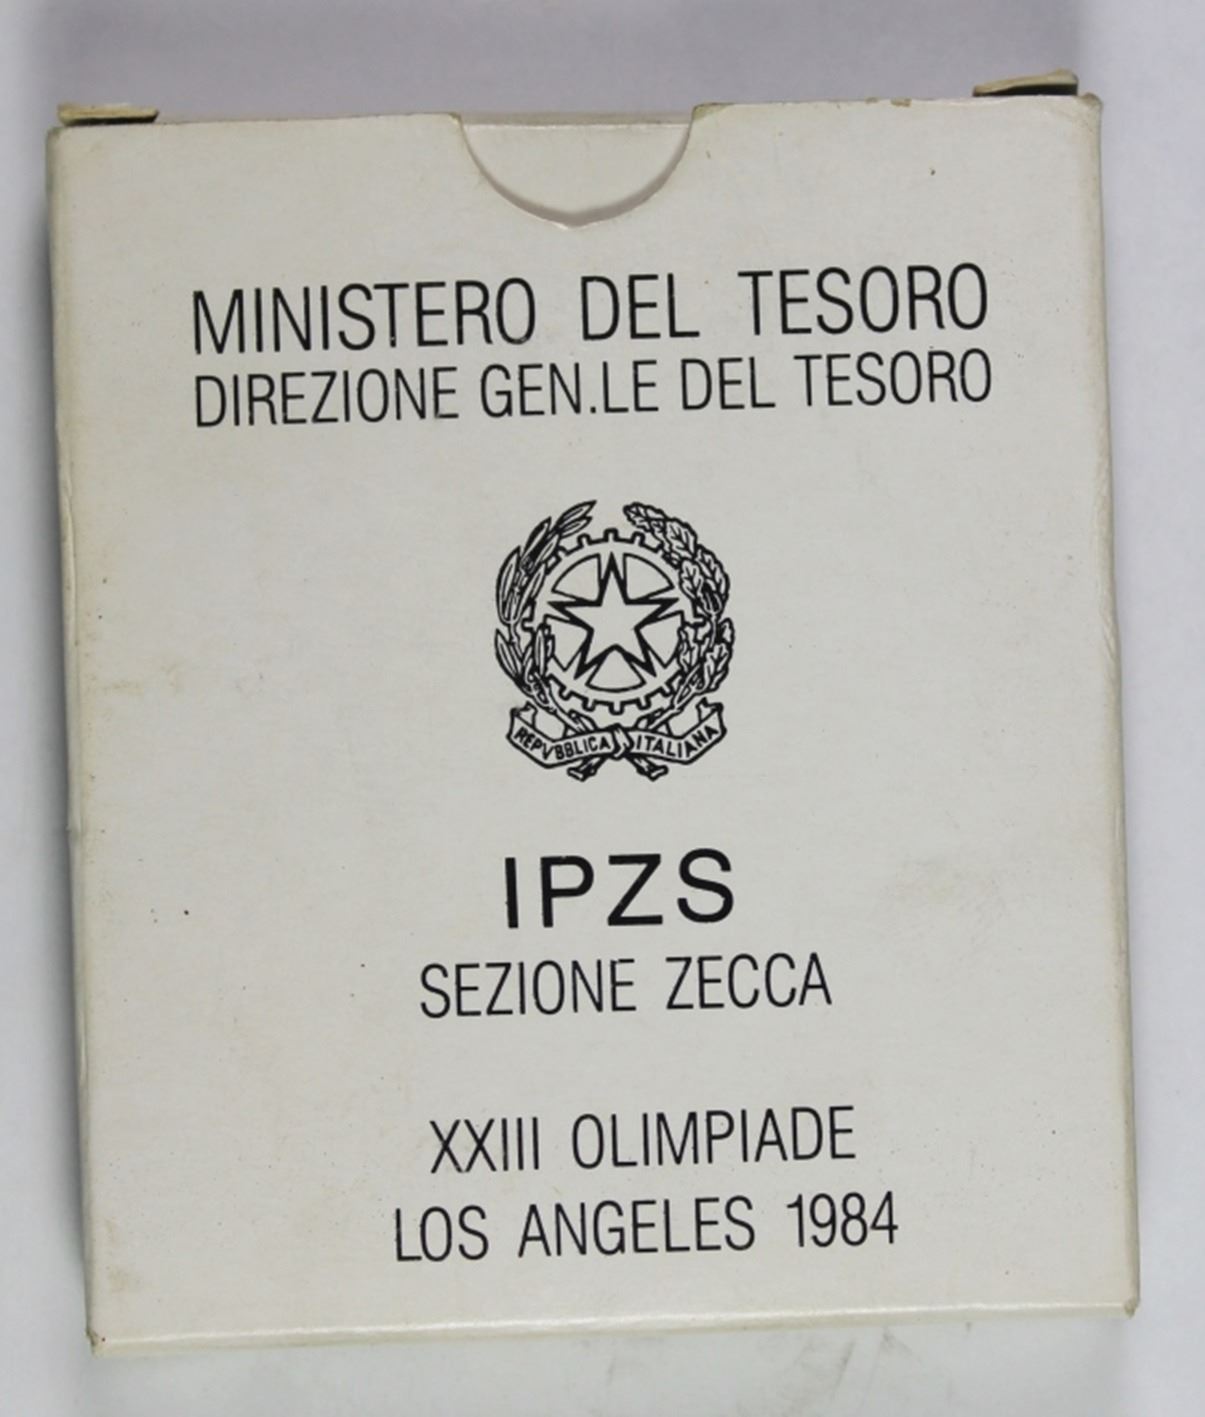 MINISTERO DEL TESORO
DIREZIONE GEN.LE DEL TESORO
REPVBBLICA ITALIANA
IPZS
SEZIONE ZECCA
XXIII OLIMPIADE
LOS ANGELES 1984